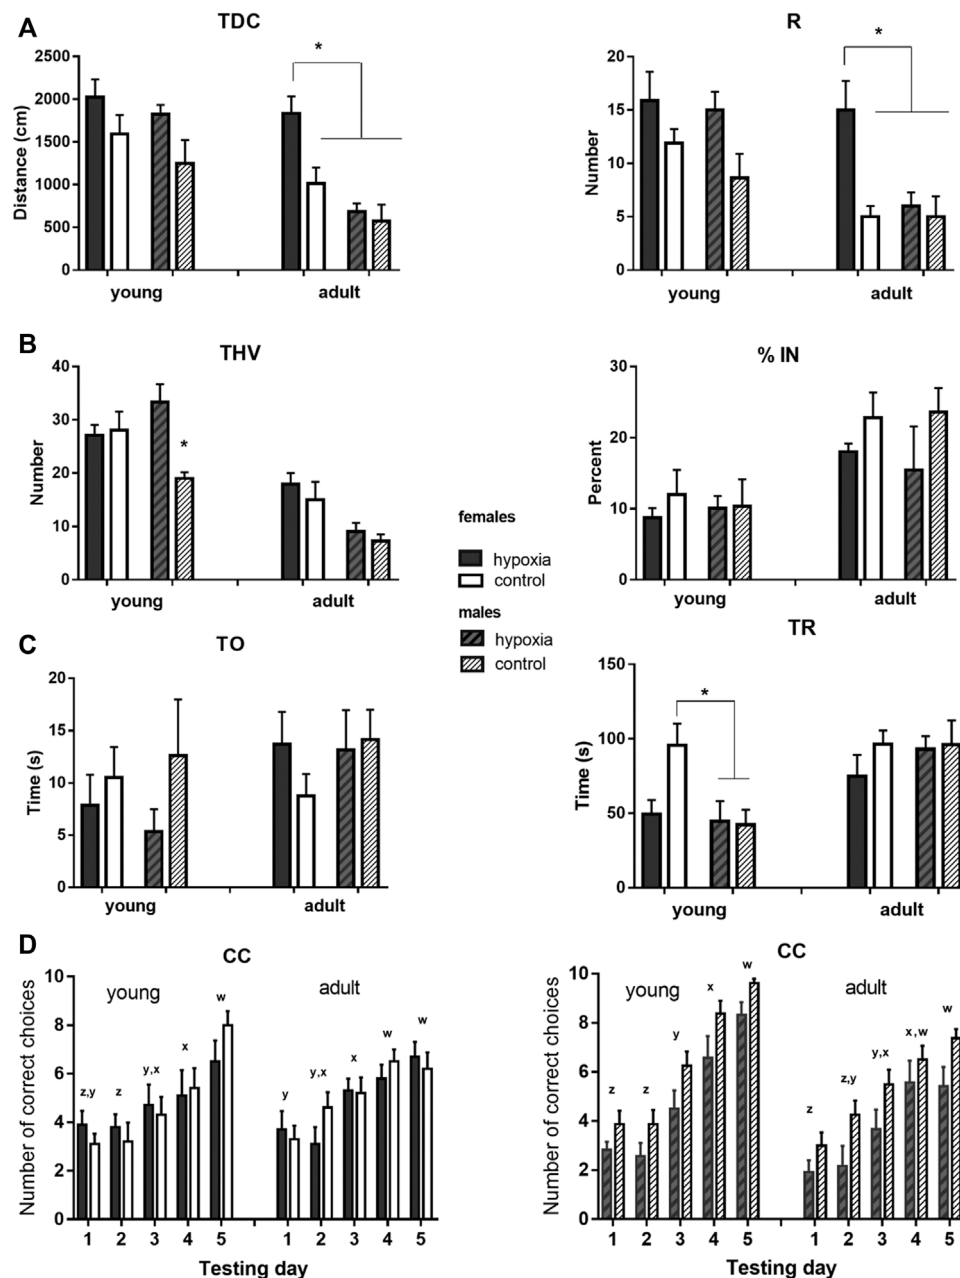 A
TDC
*
2500
2000
1500
1000
500
0
Distance (cm)
young
adult
R
*
20
15
10
5
0
Number
young
adult
B
THV
*
40
30
20
10
0
Number
young
adult
% IN
30
20
10
0
Percent
young
adult
females
hypoxia
control
males
hypoxia
control
C
TO
20
15
10
5
0
Time (s)
young
adult
TR
*
150
100
50
0
Time (s)
young
adult
D
CC
young
adult
10
8
6
4
2
0
Number of correct choices
z,y
z
y,x
x
w
y
y,x
x
w
w
1 2 3 4 5 1 2 3 4 5
Testing day
CC
young
adult
10
8
6
4
2
0
Number of correct choices
z
z
y
x
w
z
z,y
y,x
x,w
w
1 2 3 4 5 1 2 3 4 5
Testing day